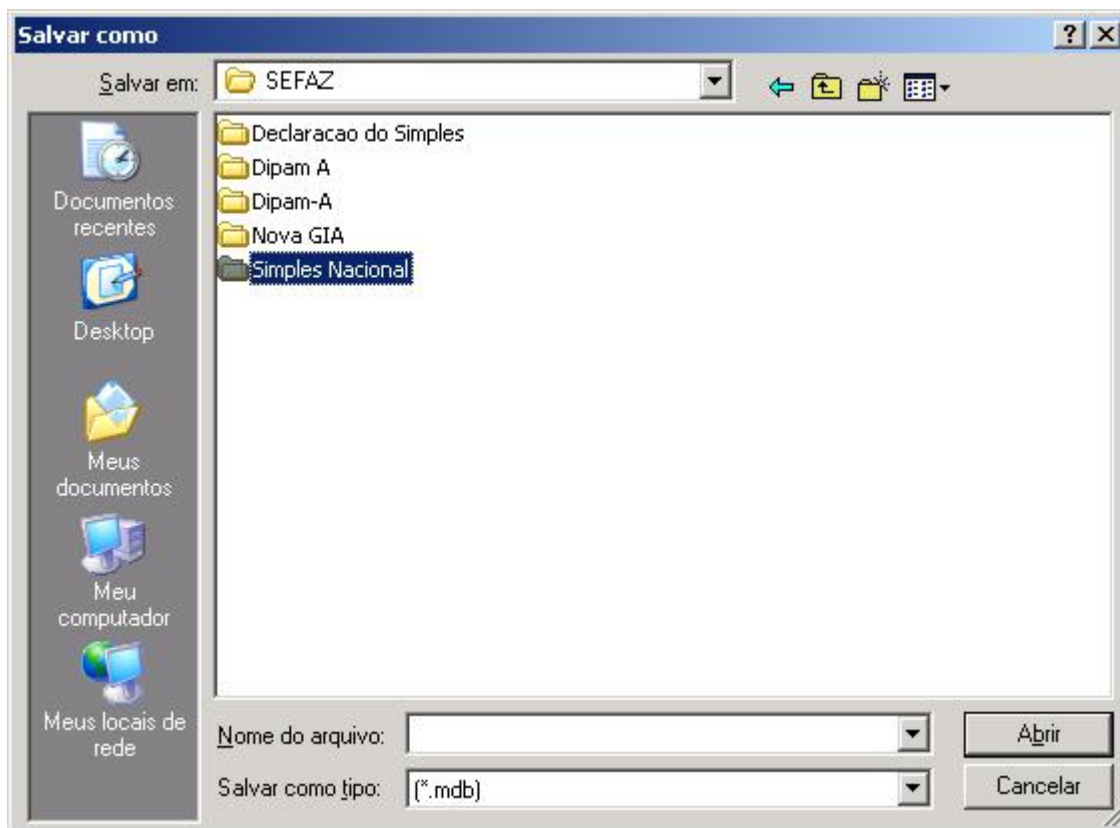 Salvar como
Salvar em: SEFAZ
Documentos
recentes
Desktop
Meus
documentos
Meu
computador
Meus locais de
rede
Declaracao do Simples
Dipam A
Dipam-A
Nova GIA
Simples Nacional
Nome do arquivo:
Abrir
Salvar como tipo: (*.mdb)
Cancelar